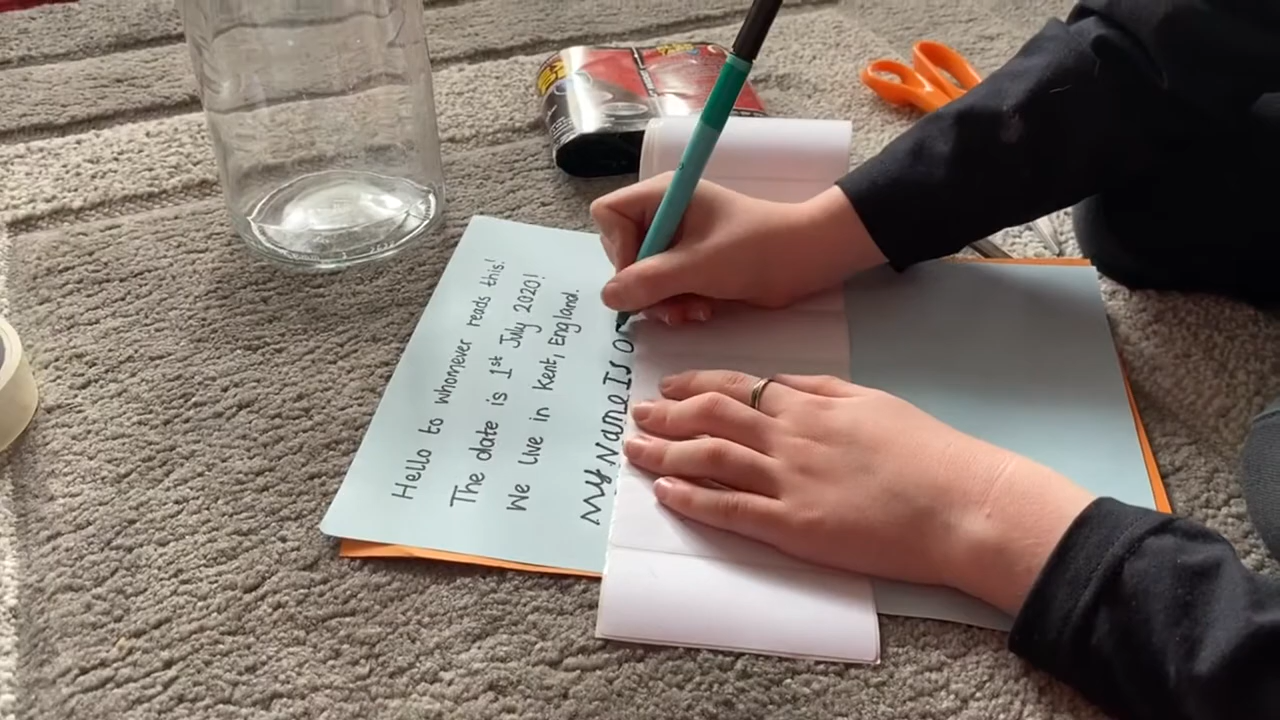 Hello to whomever reads this!
The date is 1st July 2020!
We live in Kent, England.
My Name Is